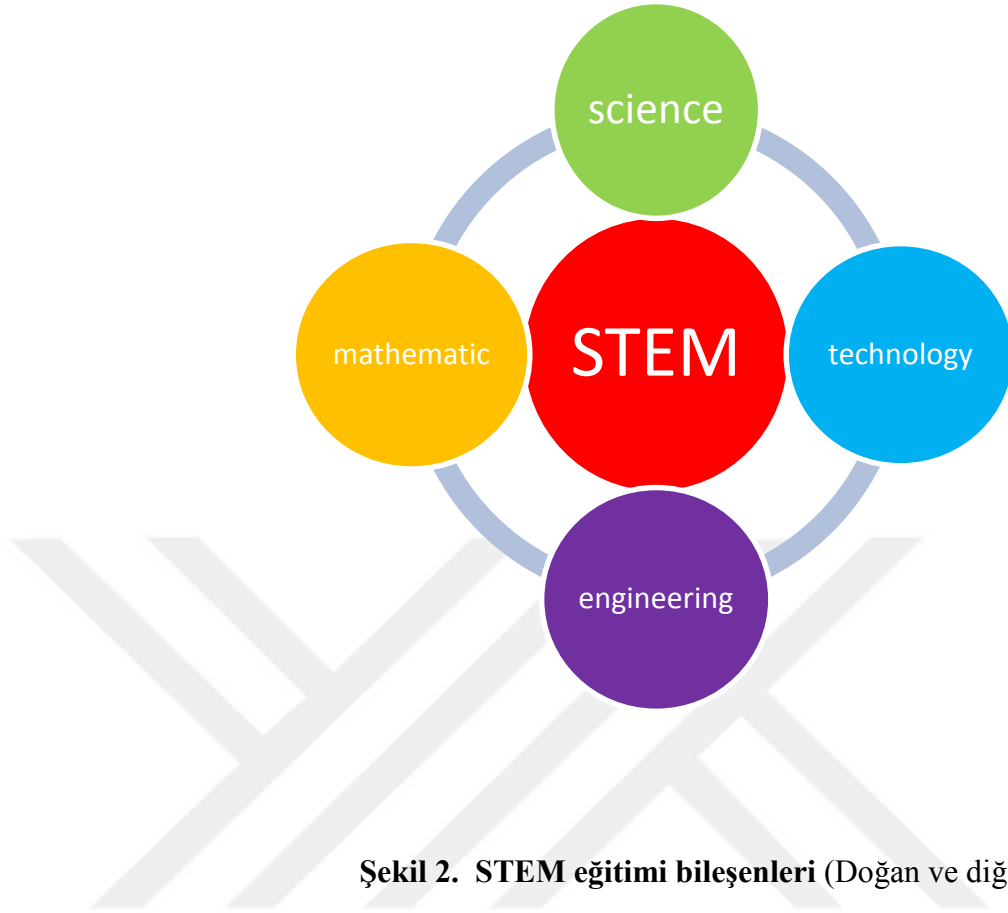 science
mathematic
STEM
technology
engineering
Şekil 2. STEM eğitimi bileşenleri (Doğan ve diğ